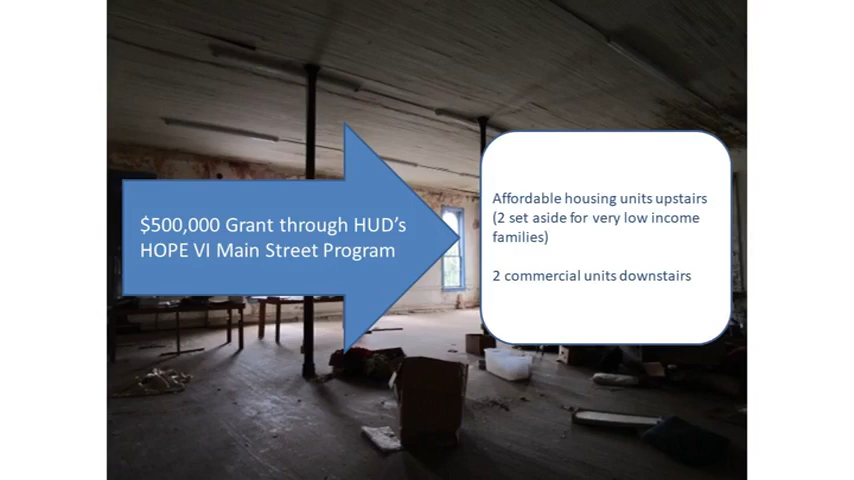 $500,000 Grant through HUD’s
HOPE VI Main Street Program
Affordable housing units upstairs
(2 set aside for very low income
families)
2 commercial units downstairs